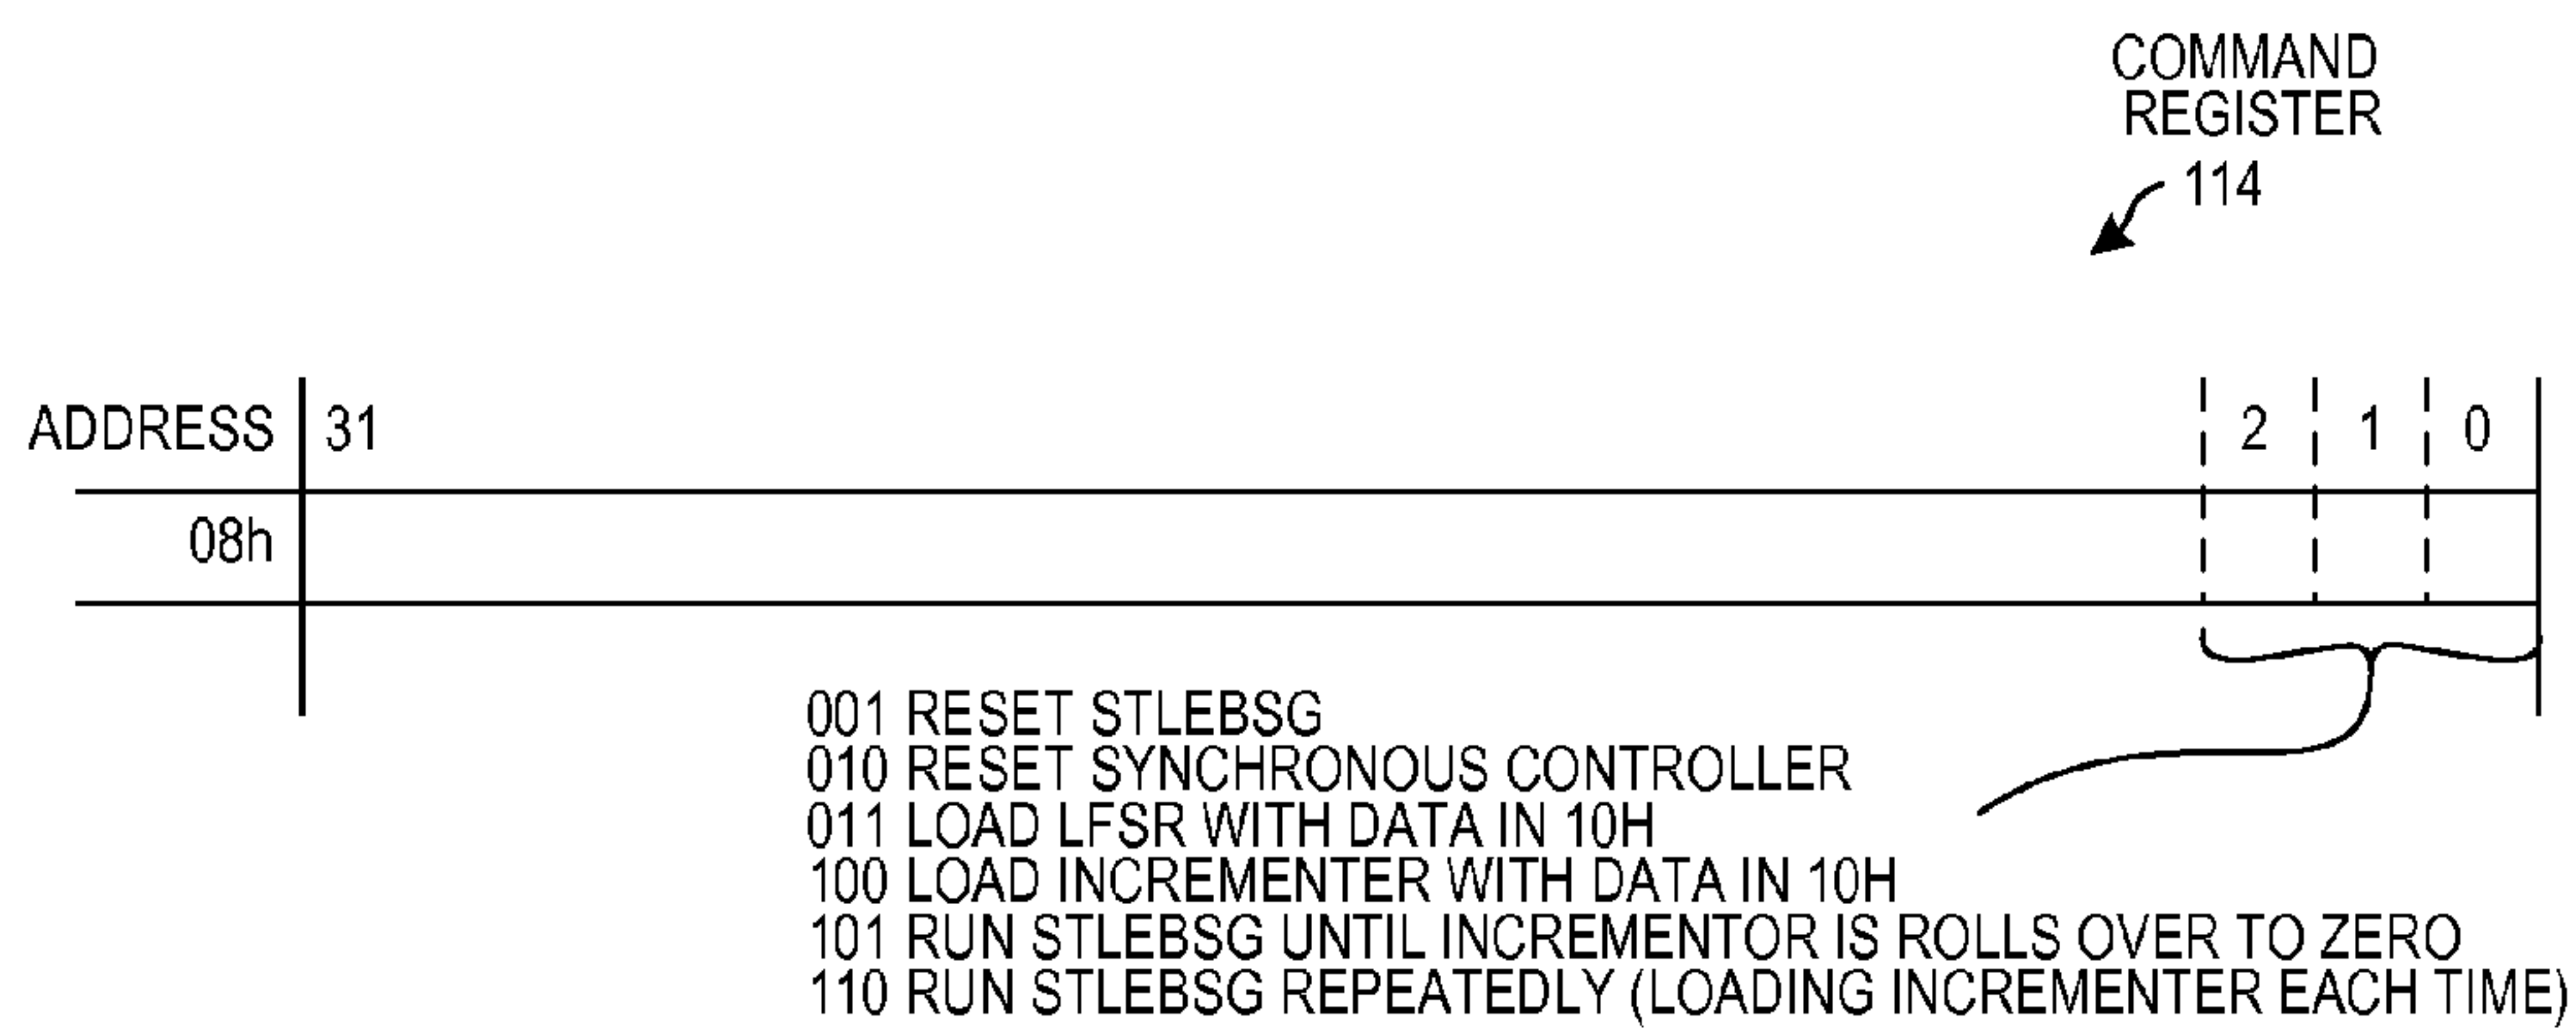 COMMAND
REGISTER
114
ADDRESS 31 2 1 0
08h
001 RESET STLEBSG
010 RESET SYNCHRONOUS CONTROLLER
011 LOAD LFSR WITH DATA IN 10H
100 LOAD INCREMENTER WITH DATA IN 10H
101 RUN STLEBSG UNTIL INCREMENTOR IS ROLLS OVER TO ZERO
110 RUN STLEBSG REPEATEDLY (LOADING INCREMENTER EACH TIME)